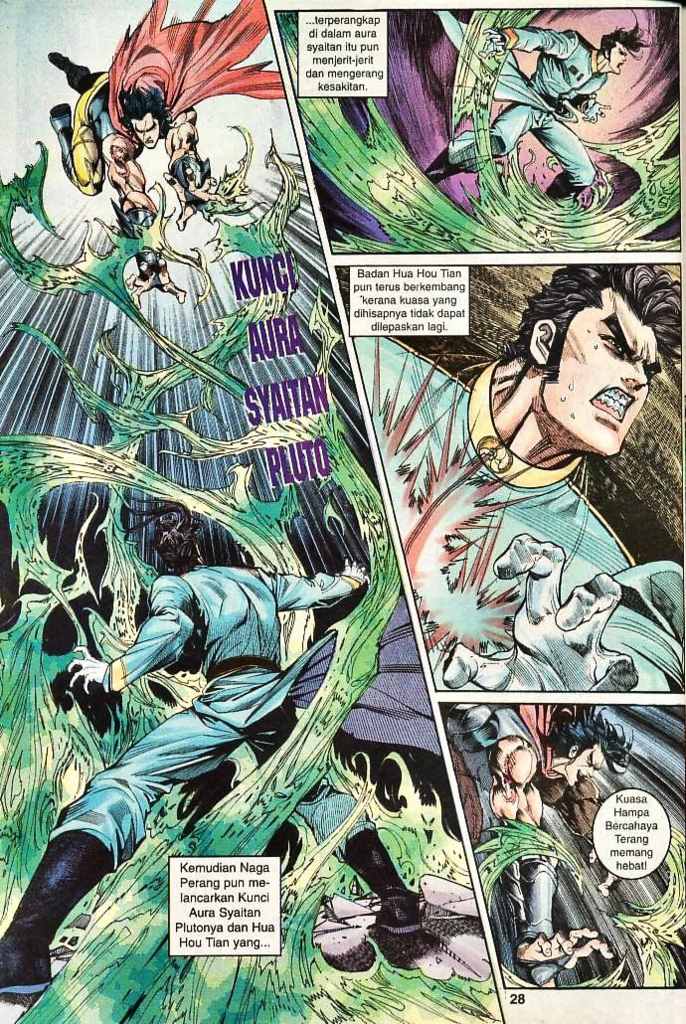 KUNCI
AURA
SYAITAN
PLUTO
Kemudian Naga
Perang pun me-
lancarkan Kunci
Aura Syaitan
Plutonya dan Hua
Hou Tian yang...
...terperangkap
di dalam aura
syaitan itu pun
menjerit-jerit
dan mengerang
kesakitan.
Badan Hua Hou Tian
pun terus berkembang
kerana kuasa yang
dihisapnya tidak dapat
dilepaskan lagi.
Kuasa
Hampa
Bercahaya
Terang
memang
hebat!
28